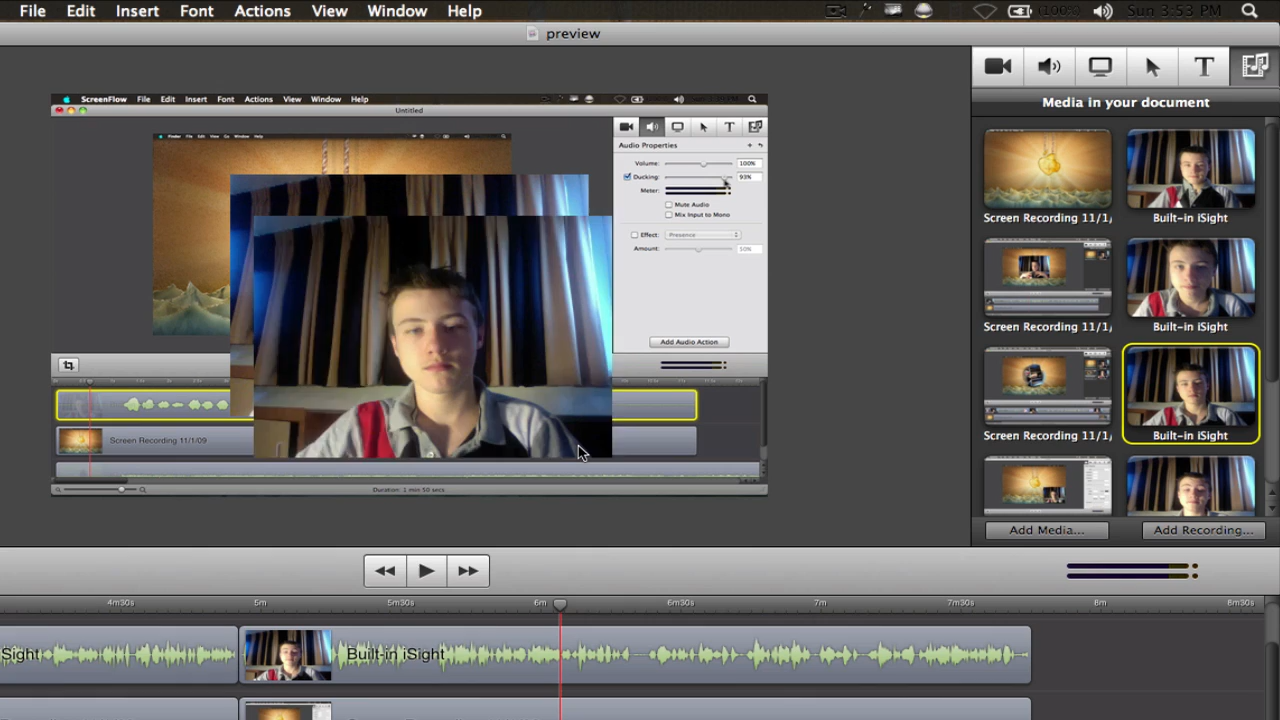 File Edit Insert Font Actions View Window Help (100%) Sun 3:53 PM
preview
Media in your document
ScreenFlow File Edit Insert Font Actions View Window Help
Untitled
Audio Properties
Volume: 100%
Ducking: 93%
Meter:
Mute Audio
Mix Input to Mono
Effect: Presence
Amount: 50%
Add Audio Action
Screen Recording 11/1/09
Duration: 1 min 50 secs
Screen Recording 11/1/ Built-in iSight
Screen Recording 11/1/ Built-in iSight
Screen Recording 11/1/ Built-in iSight
Add Media... Add Recording...
4m30s 5m 5m30s 6m 6m30s 7m 7m30s 8m 8m30s
Sight Built-in iSight